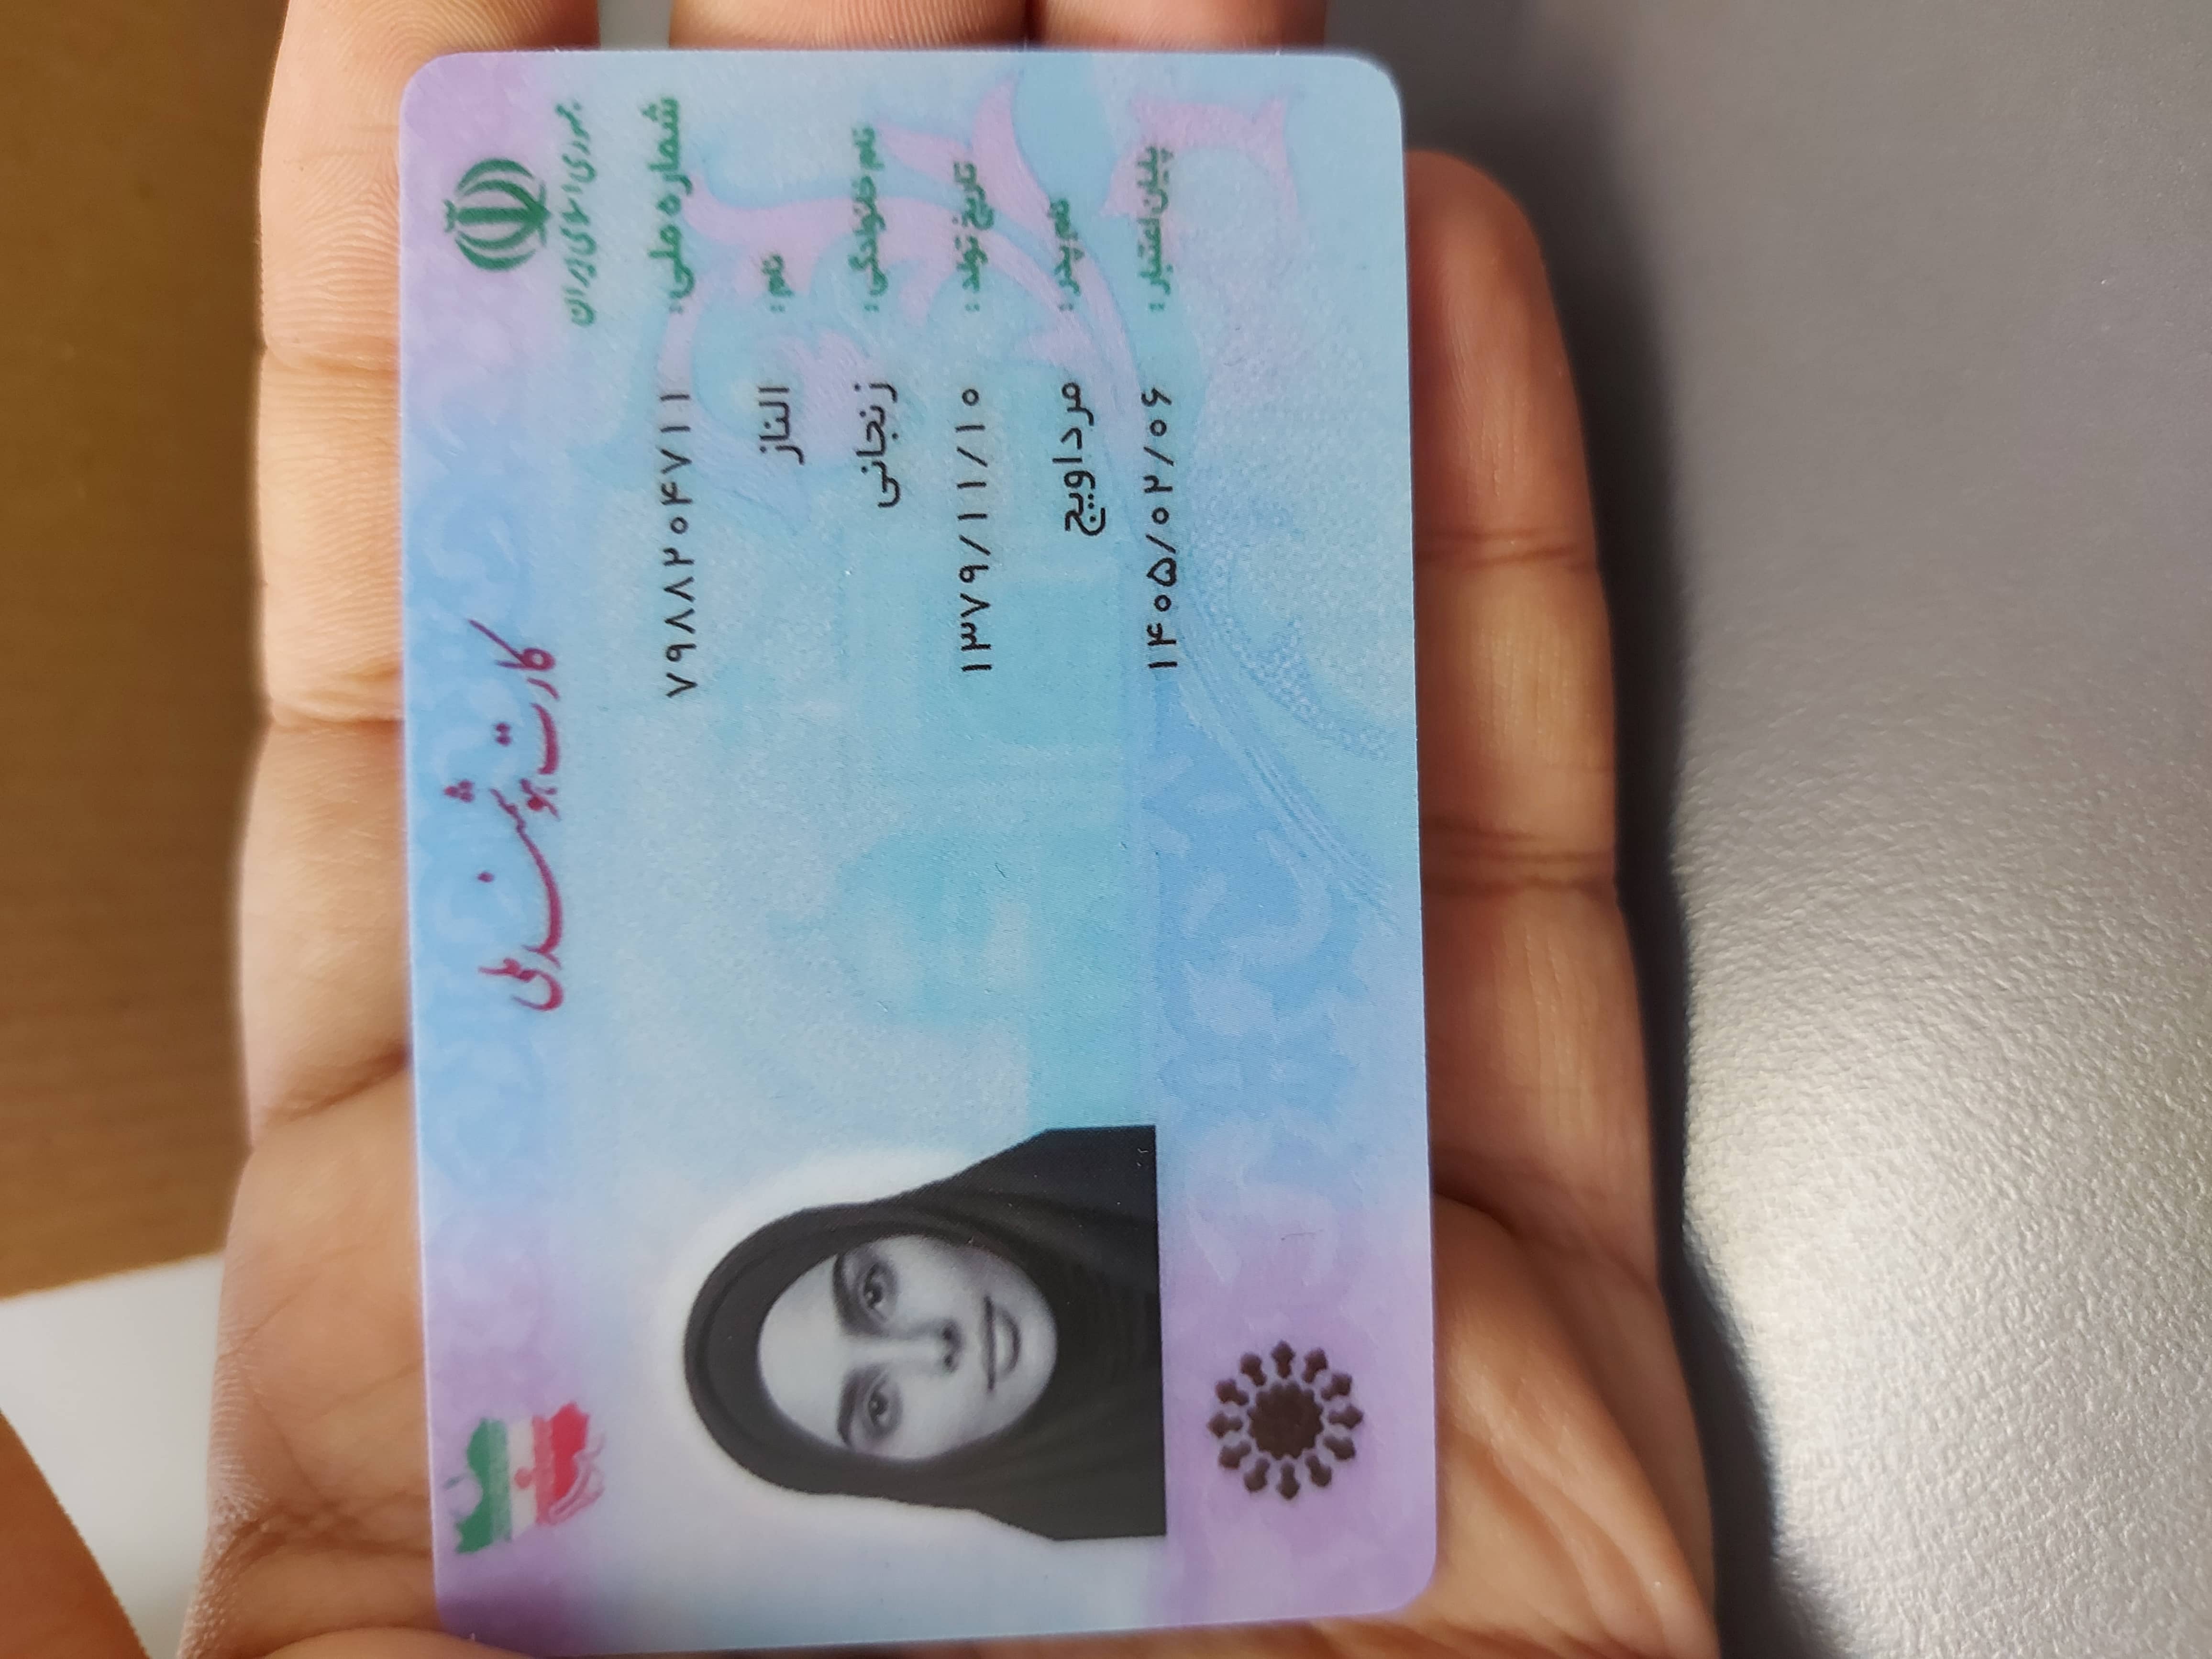 جمهوری اسلامی ایران
کارت هوشمند ملی
شماره ملی: ۷۹۸۸۲۰۴۷۱۱
نام: الناز
نام خانوادگی: زنجانی
تاریخ تولد: ۱۳۷۹/۱۱/۱۰
نام پدر: مرداویج
پایان اعتبار: ۱۴۰۵/۰۲/۰۶